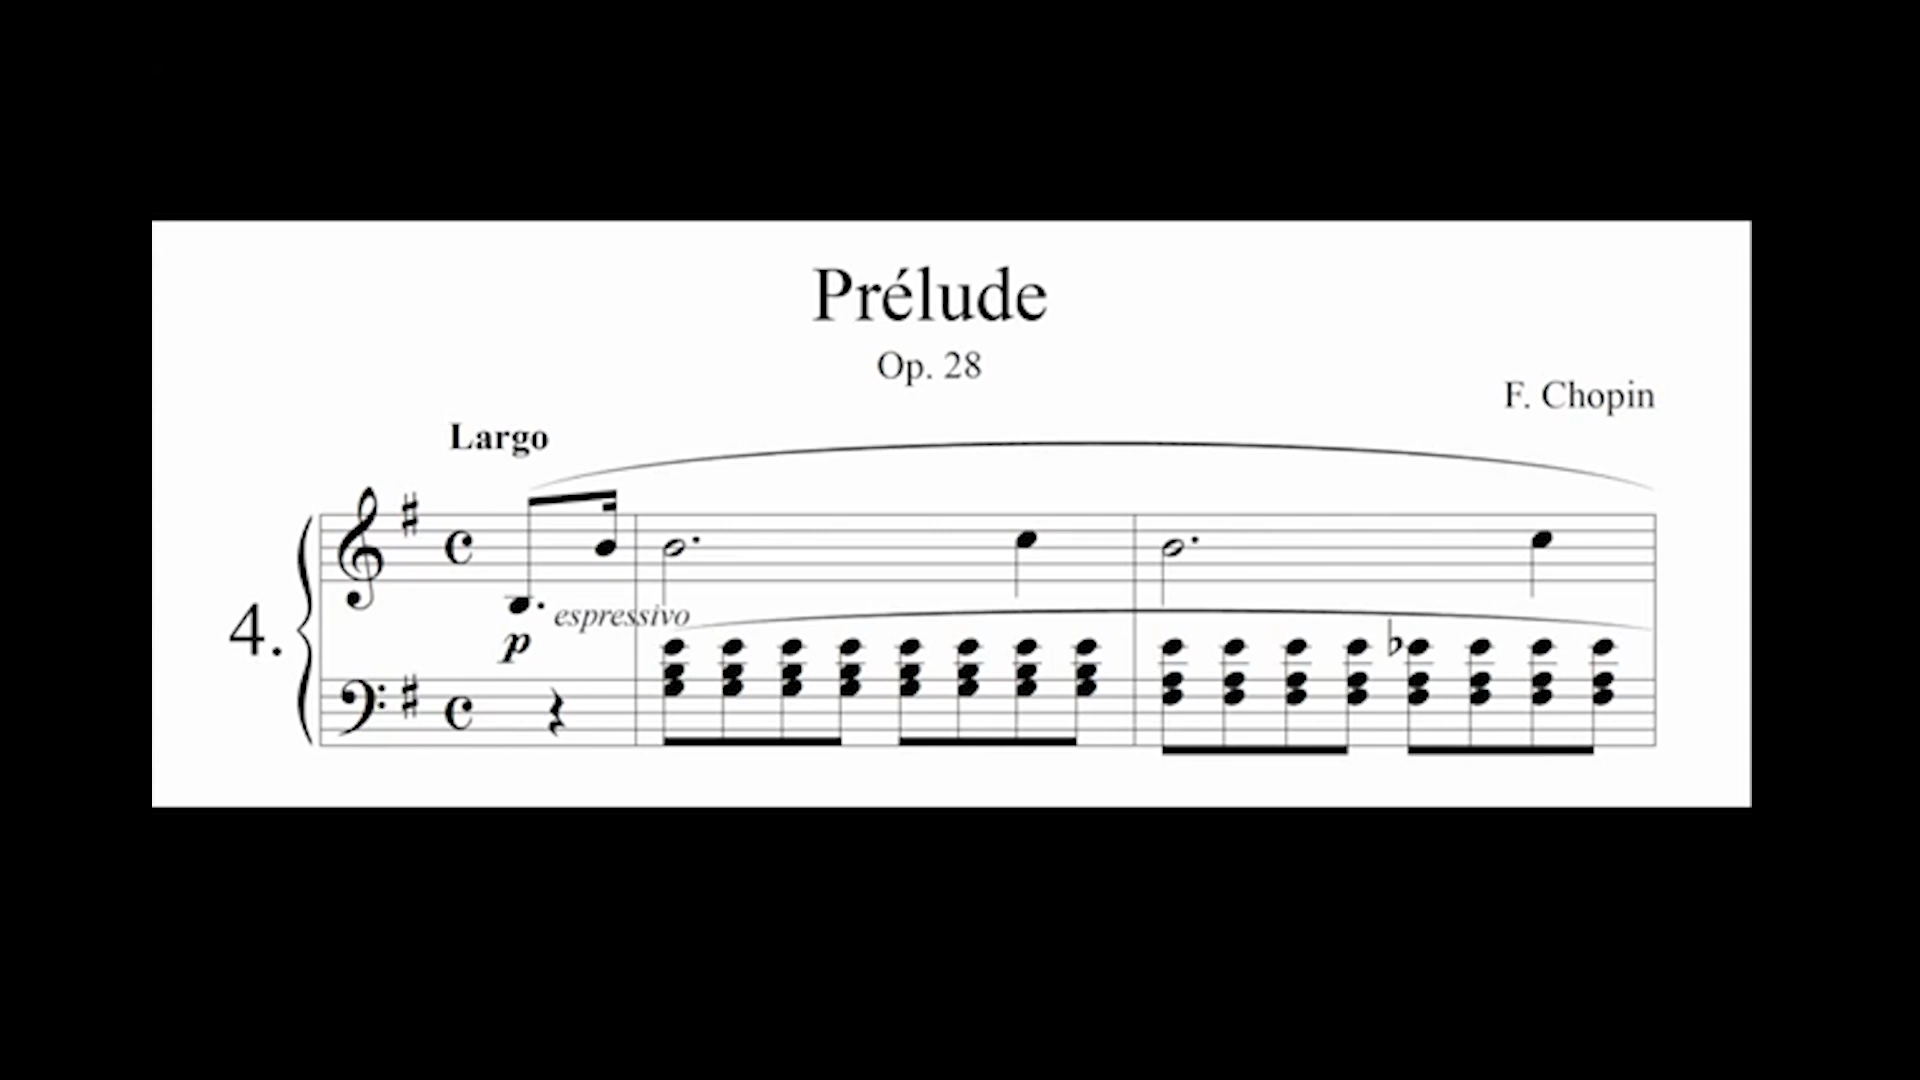 Prélude
Op. 28
F. Chopin
Largo
4.
espressivo
p